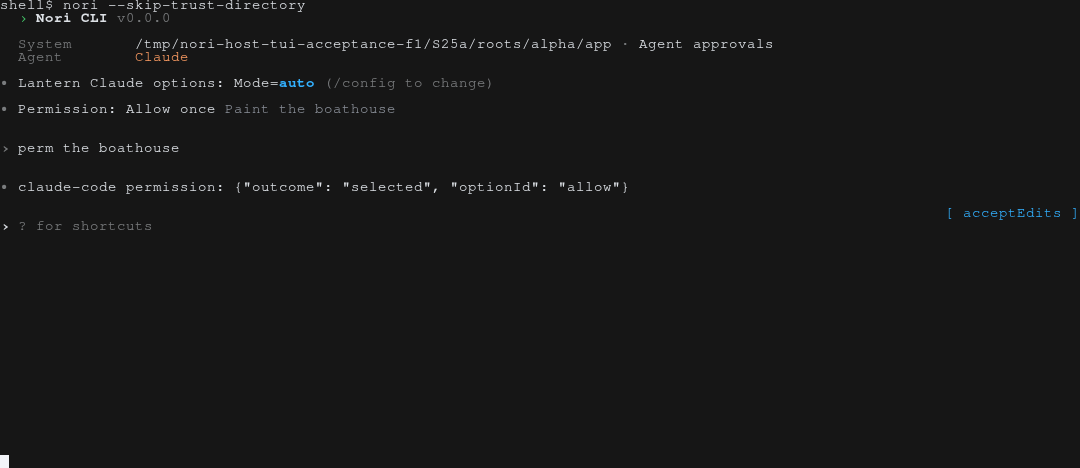 shell$ nori --skip-trust-directory
› Nori CLI v0.0.0
System /tmp/nori-host-tui-acceptance-f1/S25a/roots/alpha/app · Agent approvals
Agent Claude
• Lantern Claude options: Mode=auto (/config to change)
• Permission: Allow once Paint the boathouse
› perm the boathouse
• claude-code permission: {"outcome": "selected", "optionId": "allow"}
[ acceptEdits ]
› ? for shortcuts